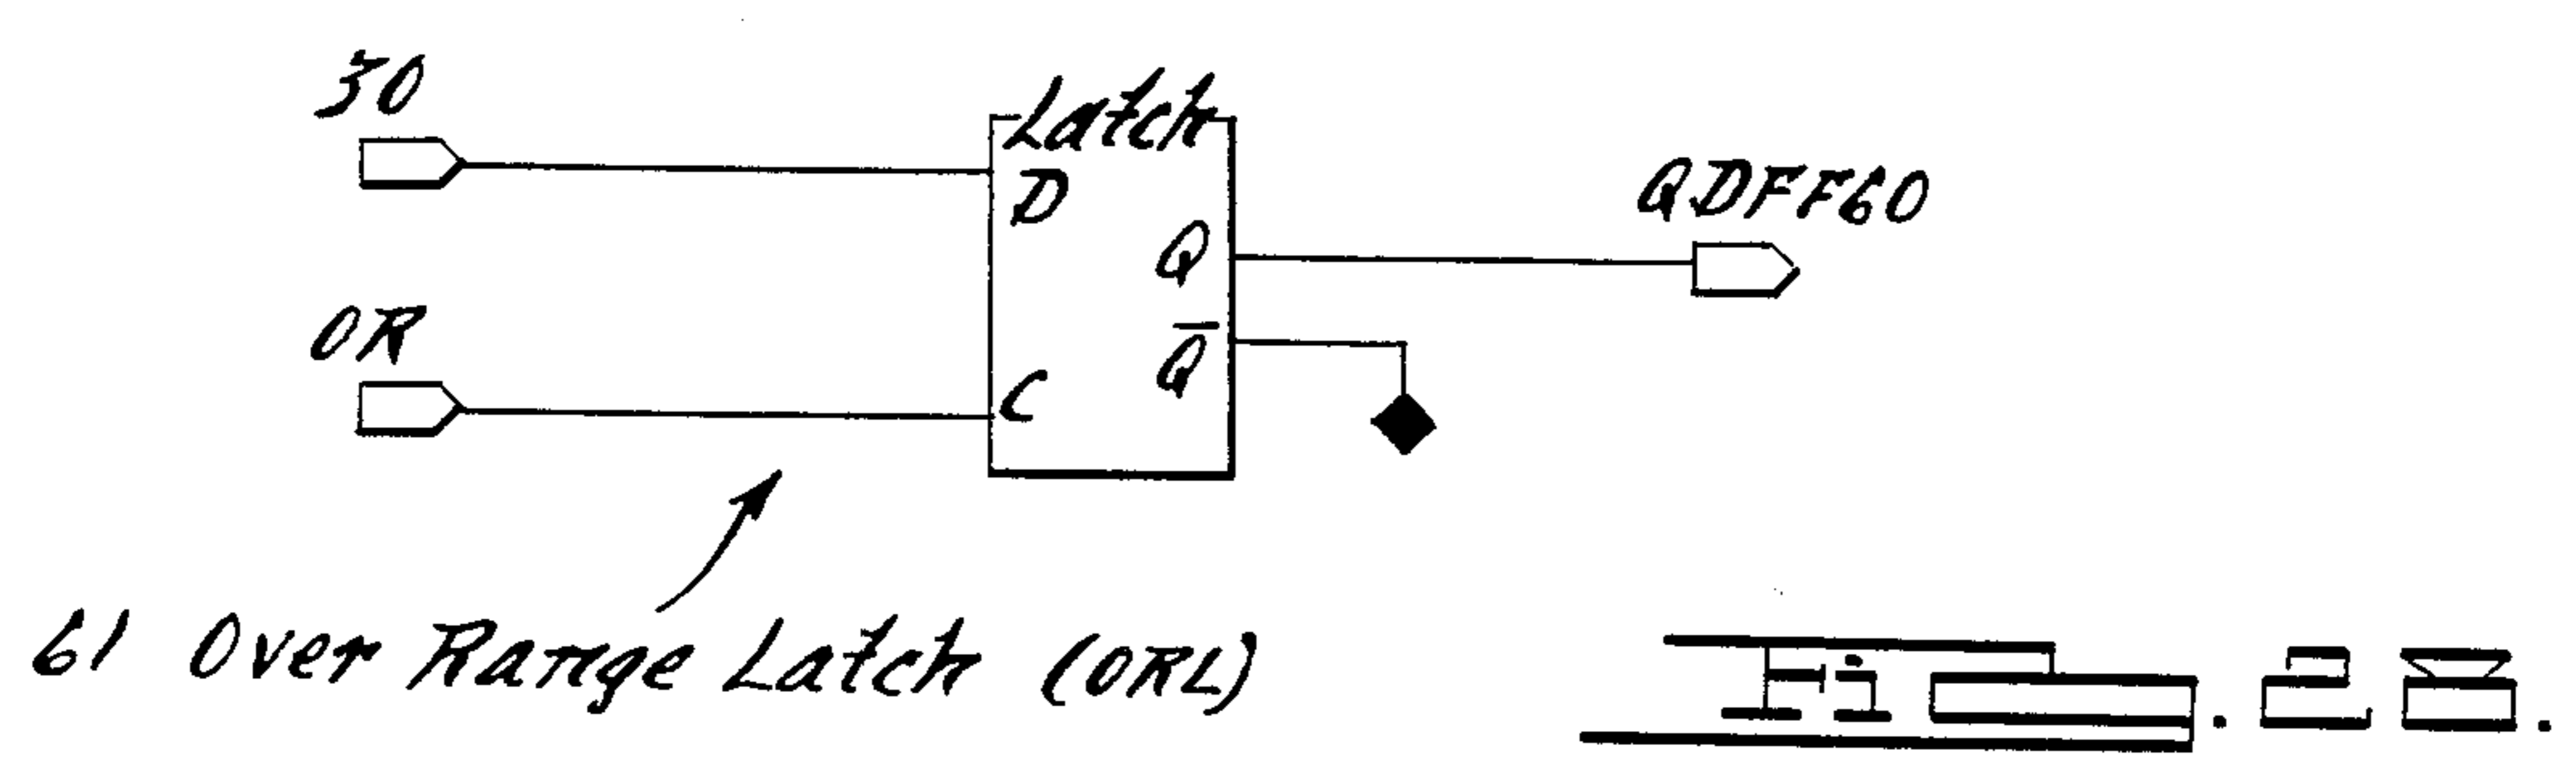 30
Latch
D
QDFF60
Q
OR
Q̅
C
61 Over Range Latch (ORL)
Fig. 28.